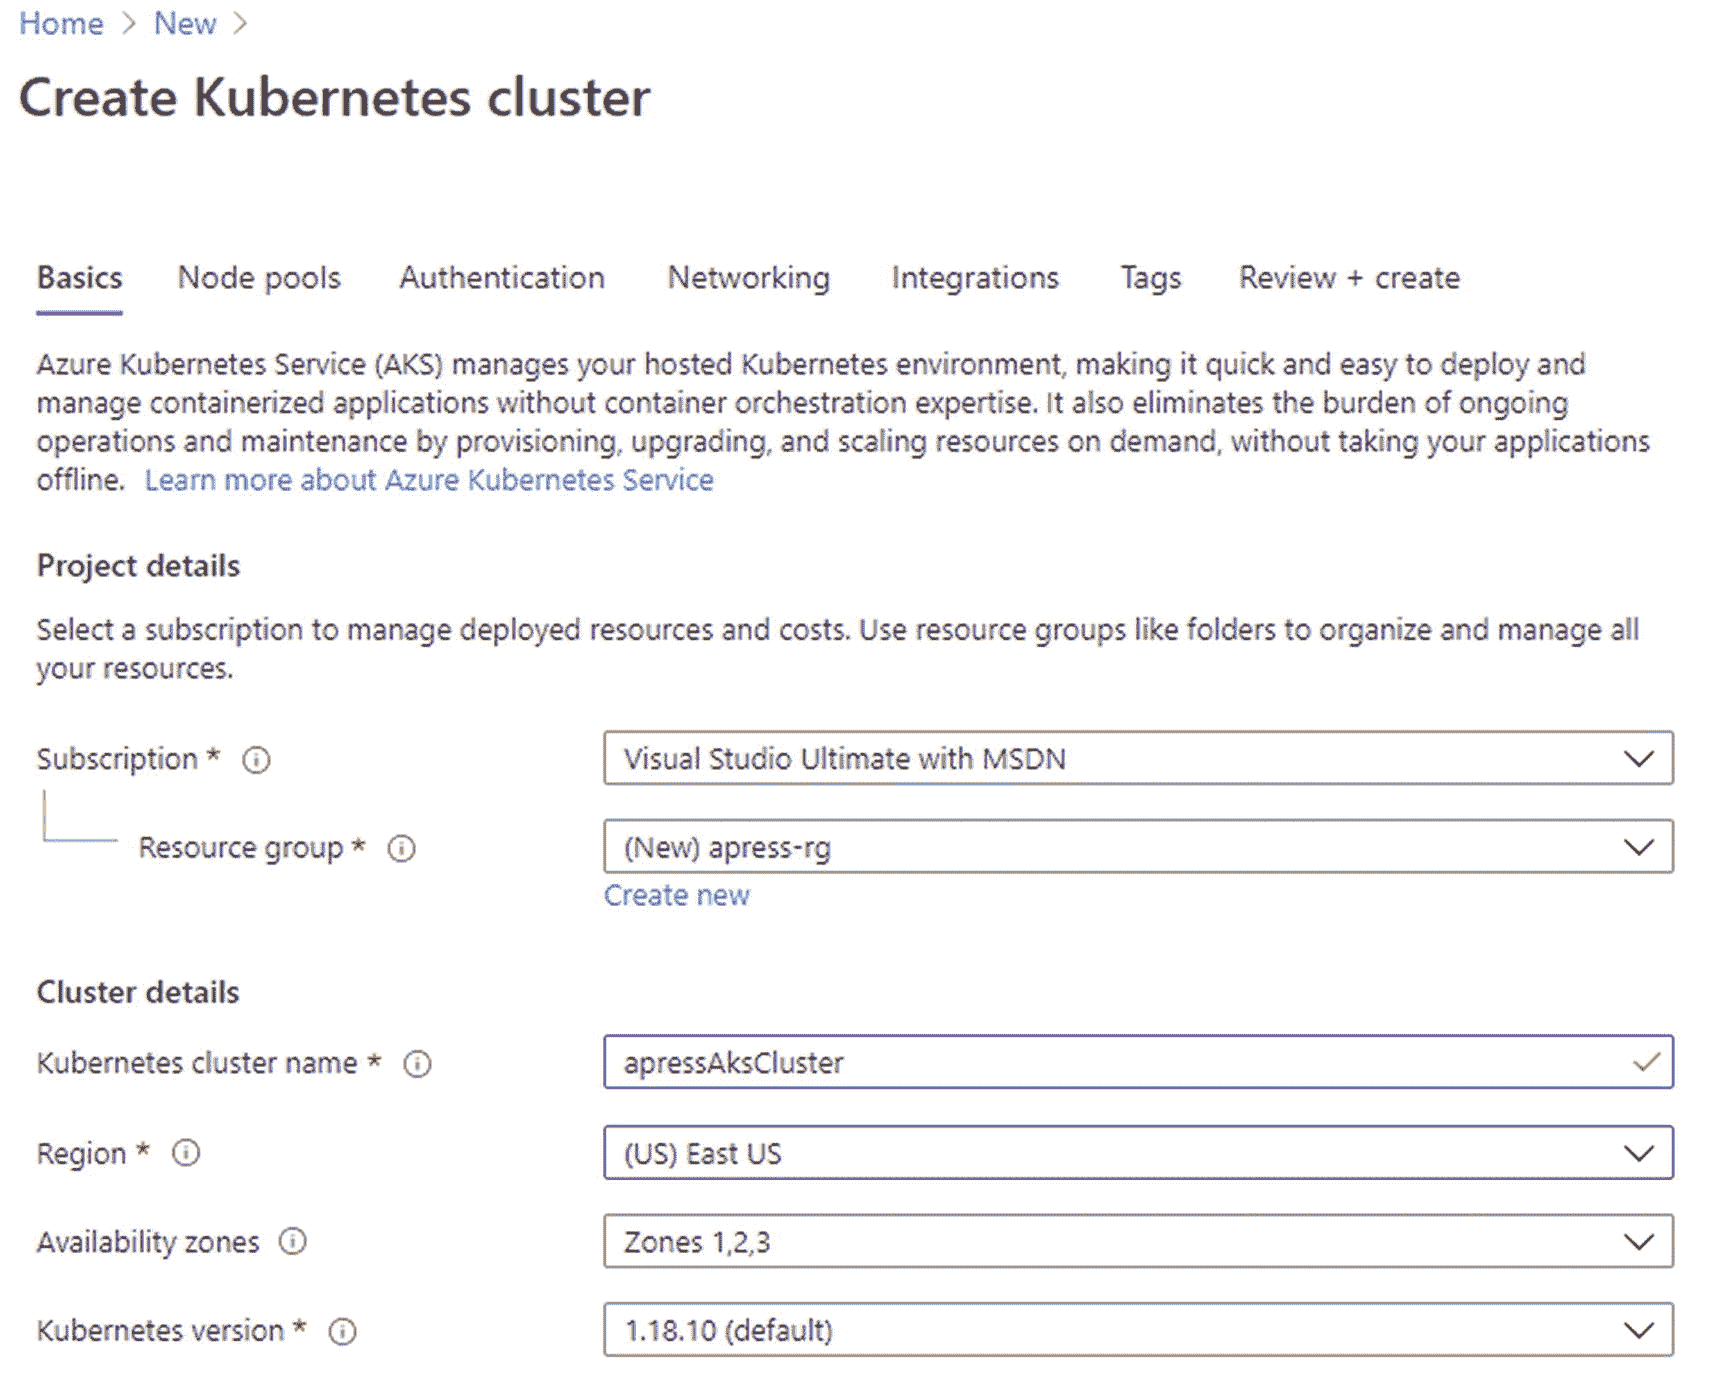 Home > New >
Create Kubernetes cluster
Basics Node pools Authentication Networking Integrations Tags Review + create
Azure Kubernetes Service (AKS) manages your hosted Kubernetes environment, making it quick and easy to deploy and
manage containerized applications without container orchestration expertise. It also eliminates the burden of ongoing
operations and maintenance by provisioning, upgrading, and scaling resources on demand, without taking your applications
offline. Learn more about Azure Kubernetes Service
Project details
Select a subscription to manage deployed resources and costs. Use resource groups like folders to organize and manage all
your resources.
Subscription * Visual Studio Ultimate with MSDN
Resource group * (New) apress-rg
Create new
Cluster details
Kubernetes cluster name * apressAksCluster
Region * (US) East US
Availability zones Zones 1,2,3
Kubernetes version * 1.18.10 (default)